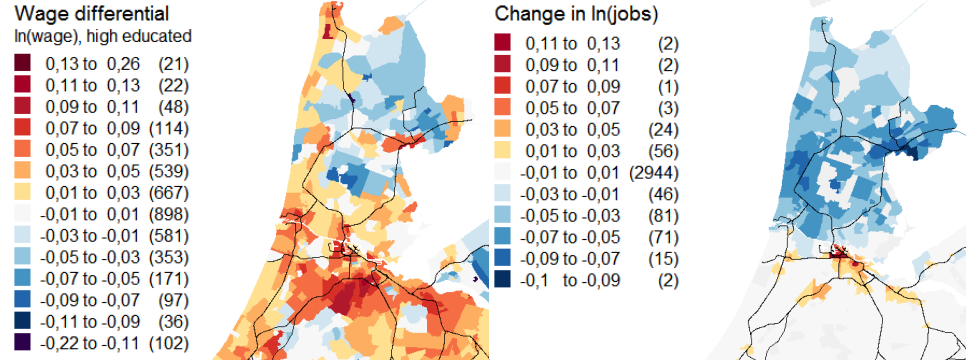 Wage differential
ln(wage), high educated
0,13 to 0,26 (21)
0,11 to 0,13 (22)
0,09 to 0,11 (48)
0,07 to 0,09 (114)
0,05 to 0,07 (351)
0,03 to 0,05 (539)
0,01 to 0,03 (667)
-0,01 to 0,01 (898)
-0,03 to -0,01 (581)
-0,05 to -0,03 (353)
-0,07 to -0,05 (171)
-0,09 to -0,07 (97)
-0,11 to -0,09 (36)
-0,22 to -0,11 (102)
Change in ln(jobs)
0,11 to 0,13 (2)
0,09 to 0,11 (2)
0,07 to 0,09 (1)
0,05 to 0,07 (3)
0,03 to 0,05 (24)
0,01 to 0,03 (56)
-0,01 to 0,01 (2944)
-0,03 to -0,01 (46)
-0,05 to -0,03 (81)
-0,07 to -0,05 (71)
-0,09 to -0,07 (15)
-0,1 to -0,09 (2)